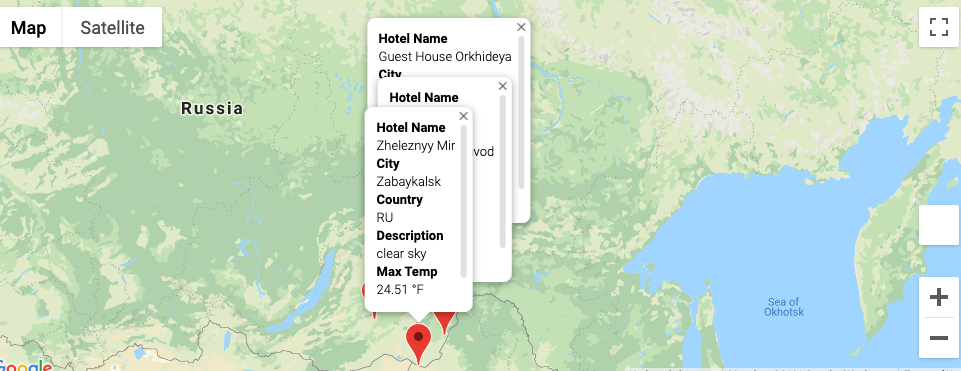 Map
Satellite
Russia
Hotel Name
Guest House Orkhideya
City
Hotel Name
vod
Hotel Name
Zheleznyy Mir
City
Zabaykalsk
Country
RU
Description
clear sky
Max Temp
24.51 °F
Sea of
Okhotsk
Google